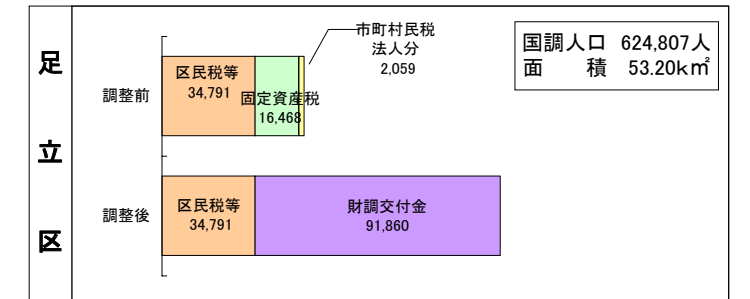 足立区
市町村民税
法人分
2,059
国調人口 624,807人
面　　積 53.20k㎡
調整前
区民税等
34,791
固定資産税
16,468
調整後
区民税等
34,791
財調交付金
91,860